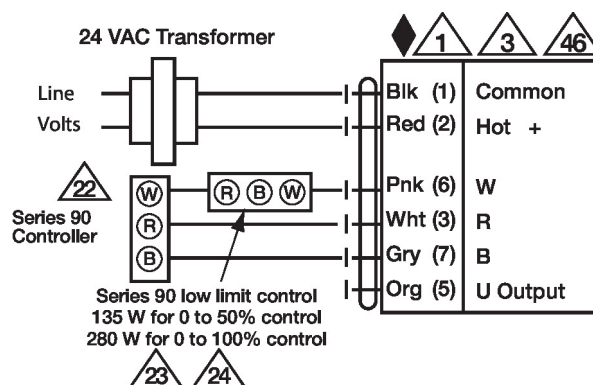 24 VAC Transformer
1 3 46
Line
Volts
Blk (1) Common
Red (2) Hot +
Pnk (6) W
Wht (3) R
Gry (7) B
Org (5) U Output
22
Series 90
Controller
W
R
B
R B W
Series 90 low limit control
135 W for 0 to 50% control
280 W for 0 to 100% control
23 24